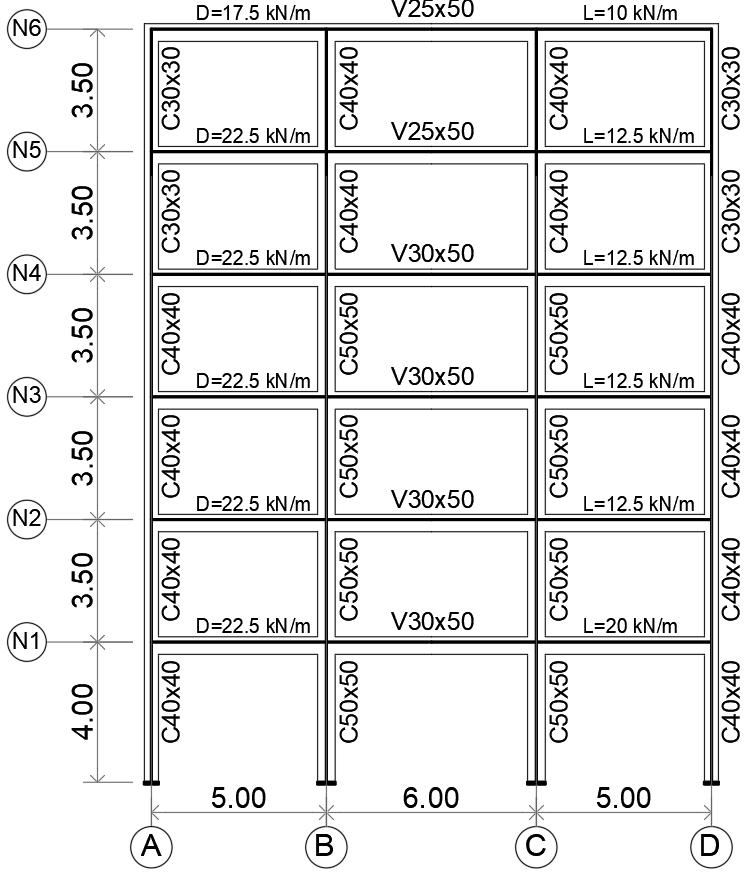 D=17.5 kN/m V25x50 L=10 kN/m
N6
3.50 C30x30 C40x40 C40x40 C30x30
D=22.5 kN/m V25x50 L=12.5 kN/m
N5
3.50 C30x30 C40x40 C40x40 C30x30
D=22.5 kN/m V30x50 L=12.5 kN/m
N4
3.50 C40x40 C50x50 C50x50 C40x40
D=22.5 kN/m V30x50 L=12.5 kN/m
N3
3.50 C40x40 C50x50 C50x50 C40x40
D=22.5 kN/m V30x50 L=12.5 kN/m
N2
3.50 C40x40 C50x50 C50x50 C40x40
D=22.5 kN/m V30x50 L=20 kN/m
N1
4.00 C40x40 C50x50 C50x50 C40x40
5.00 6.00 5.00
A B C D